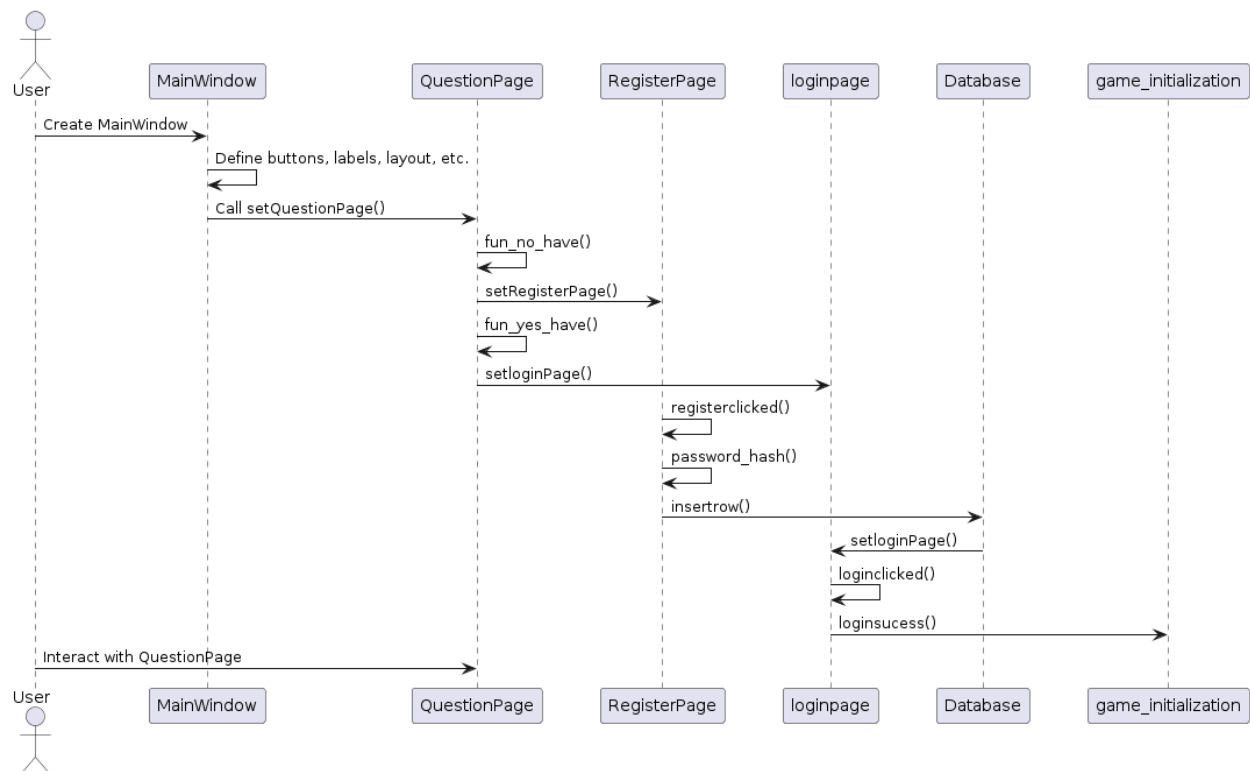 User
MainWindow
QuestionPage
RegisterPage
loginpage
Database
game_initialization
Create MainWindow
Define buttons, labels, layout, etc.
Call setQuestionPage()
fun_no_have()
setRegisterPage()
fun_yes_have()
setloginPage()
registerclicked()
password_hash()
insertrow()
setloginPage()
loginclicked()
loginsucess()
Interact with QuestionPage
User
MainWindow
QuestionPage
RegisterPage
loginpage
Database
game_initialization